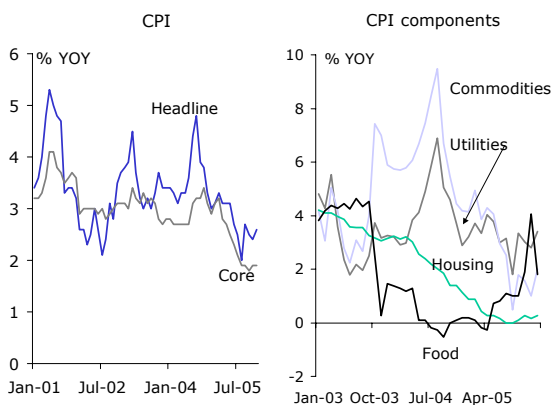 CPI
% YOY
6
5
4
3
2
1
0
Headline
Core
Jan-01 Jul-02 Jan-04 Jul-05
CPI components
% YOY
10
8
6
4
2
0
-2
Commodities
Utilities
Housing
Food
Jan-03 Oct-03 Jul-04 Apr-05